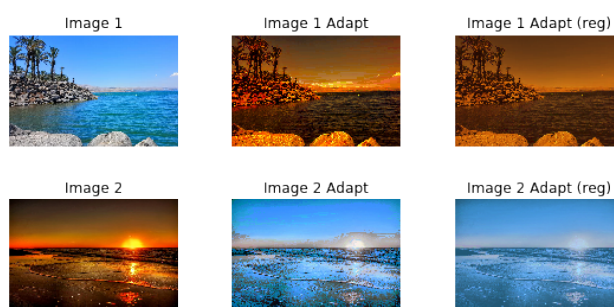 Image 1
Image 1 Adapt
Image 1 Adapt (reg)
Image 2
Image 2 Adapt
Image 2 Adapt (reg)